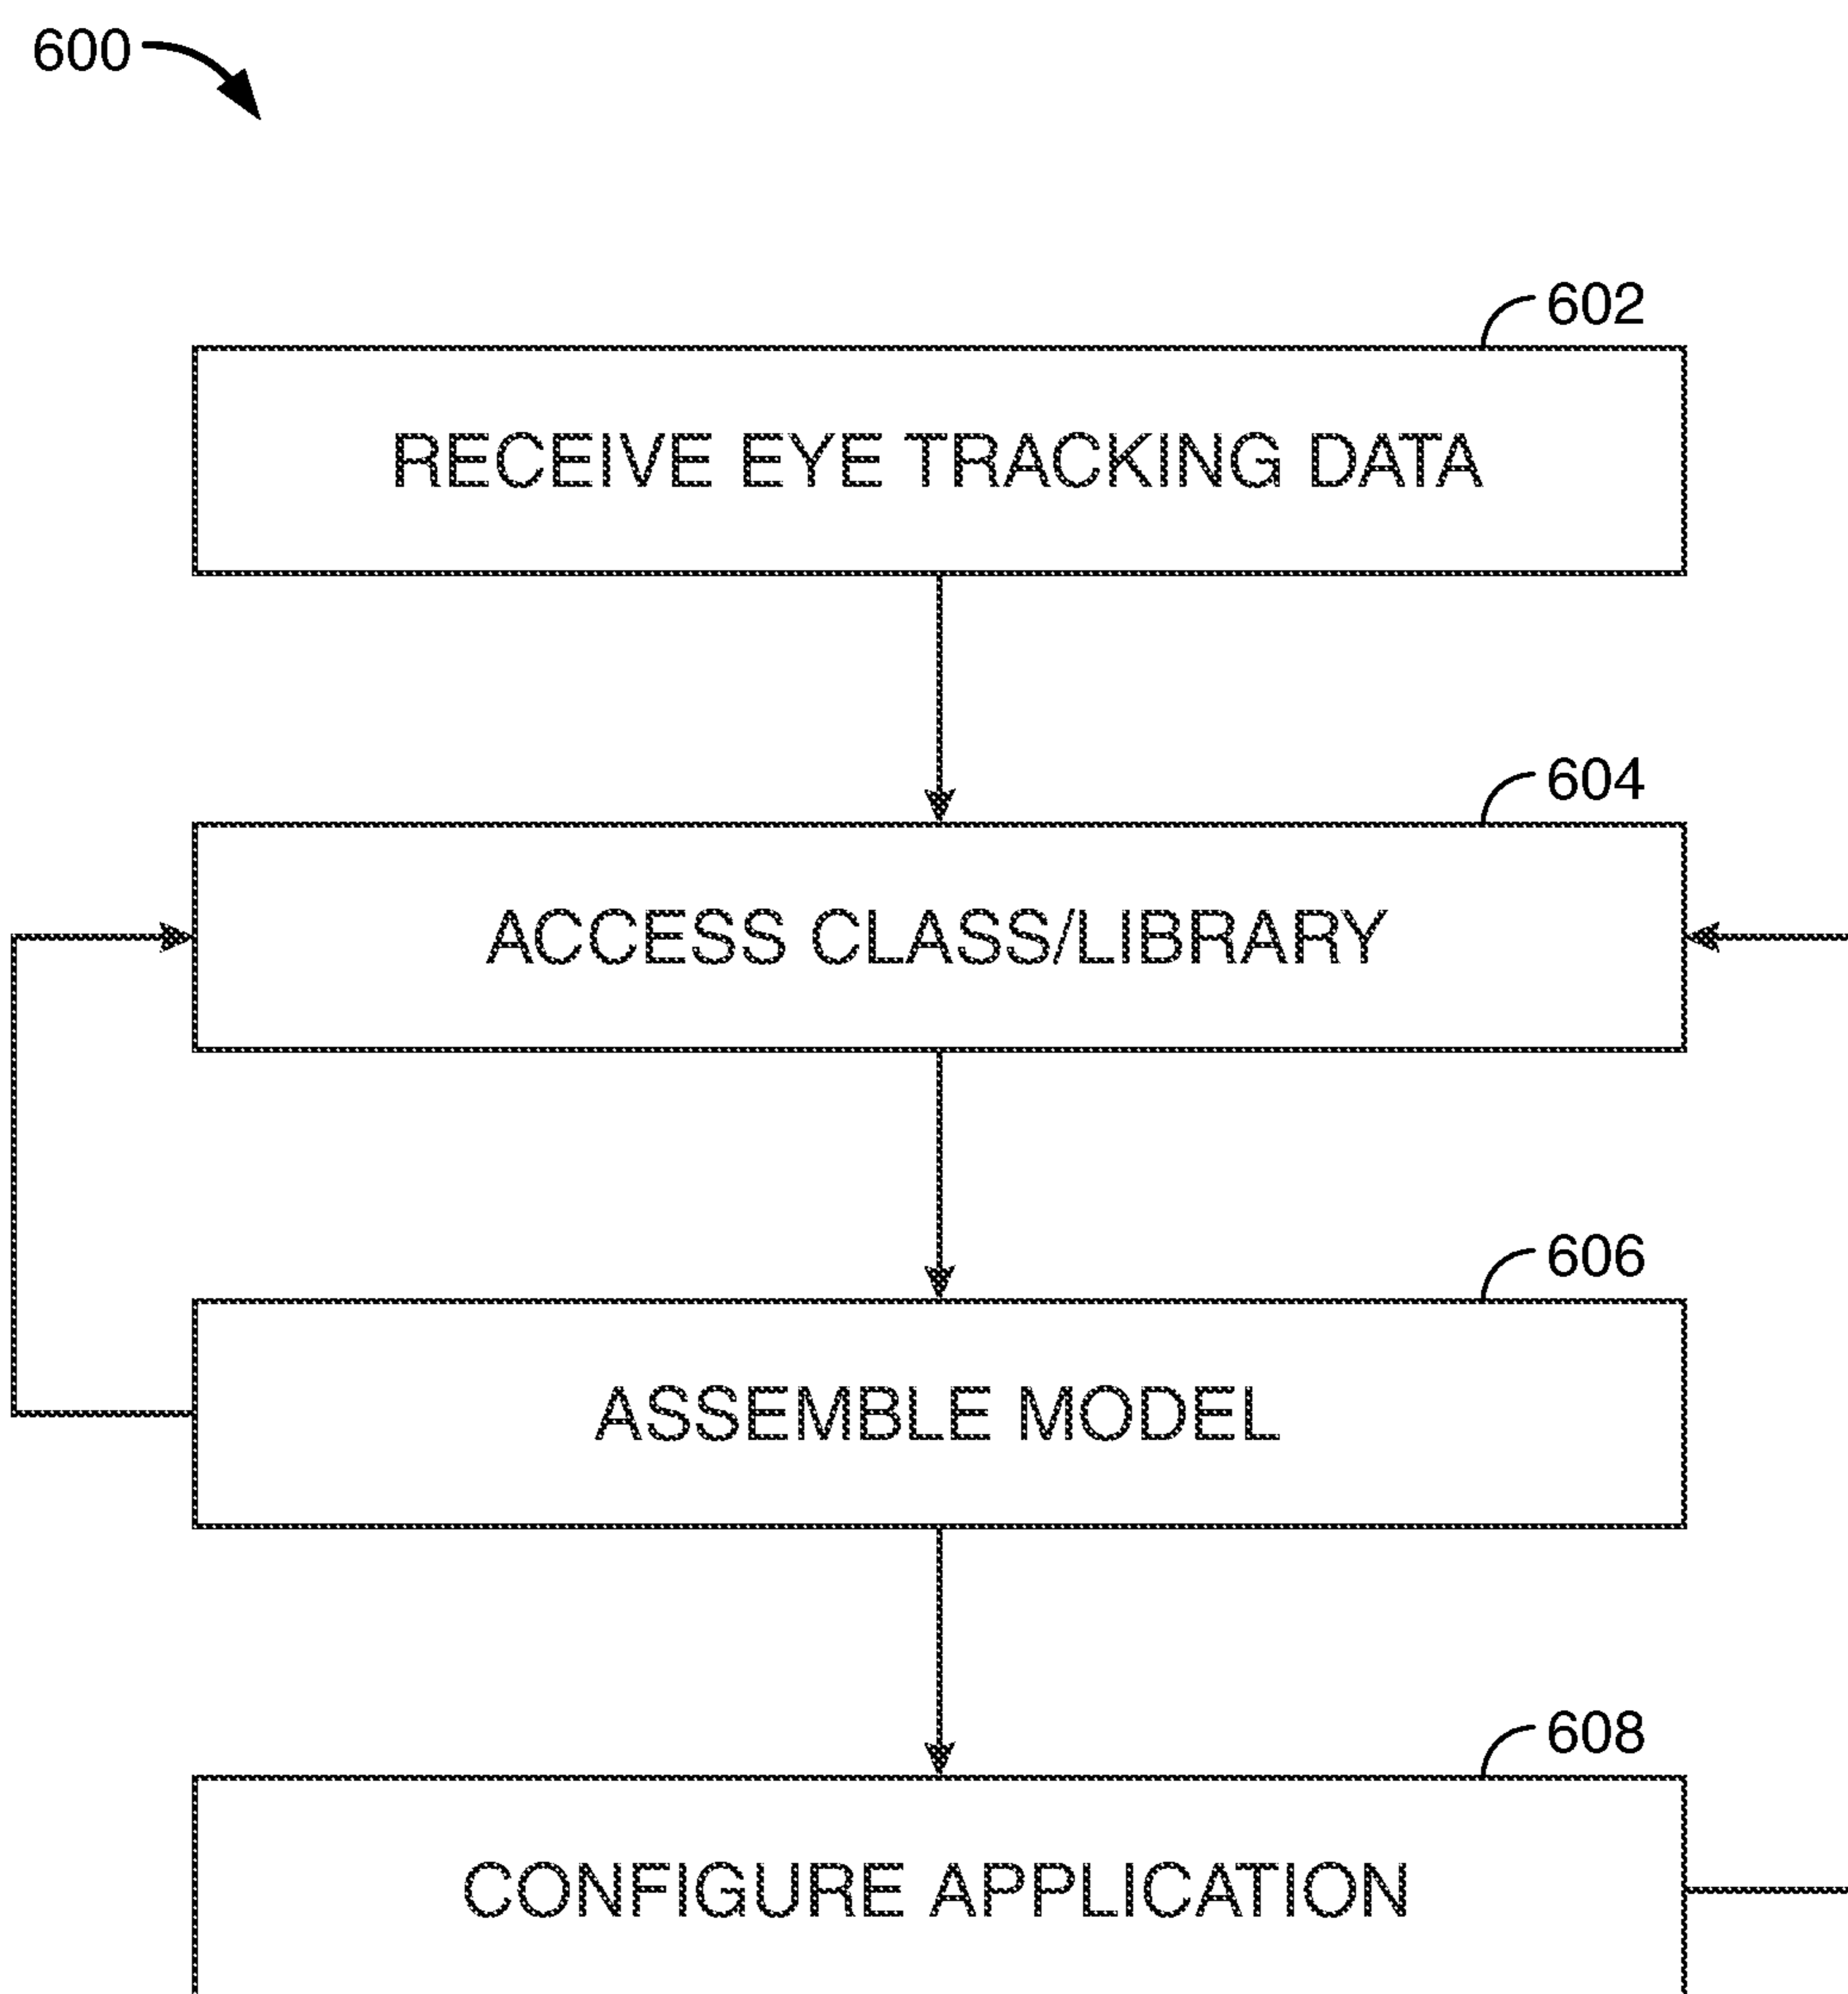 600
602
RECEIVE EYE TRACKING DATA
604
ACCESS CLASS/LIBRARY
606
ASSEMBLE MODEL
608
CONFIGURE APPLICATION